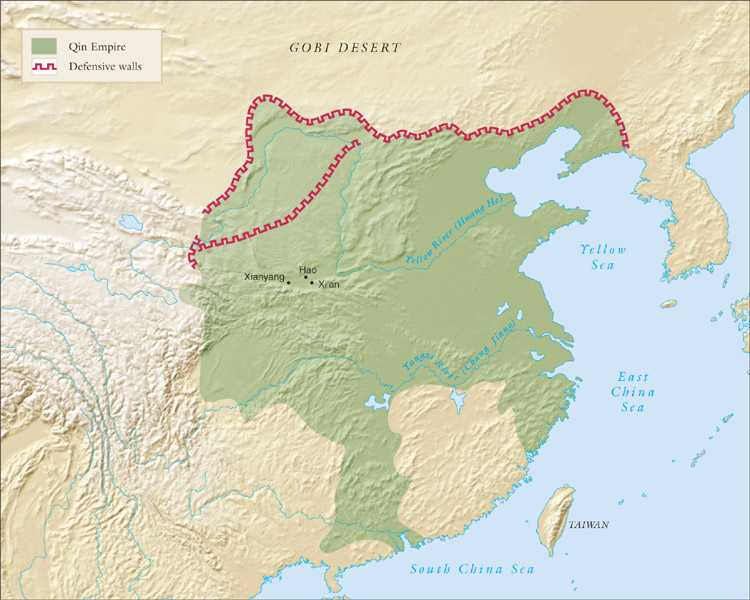 Qin Empire
Defensive walls
GOBI DESERT
Yellow River (Huang He)
Yellow
Sea
Hao
Xianyang
Xi'an
Yangzi River (Chang Jiang)
East
China
Sea
TAIWAN
South China Sea